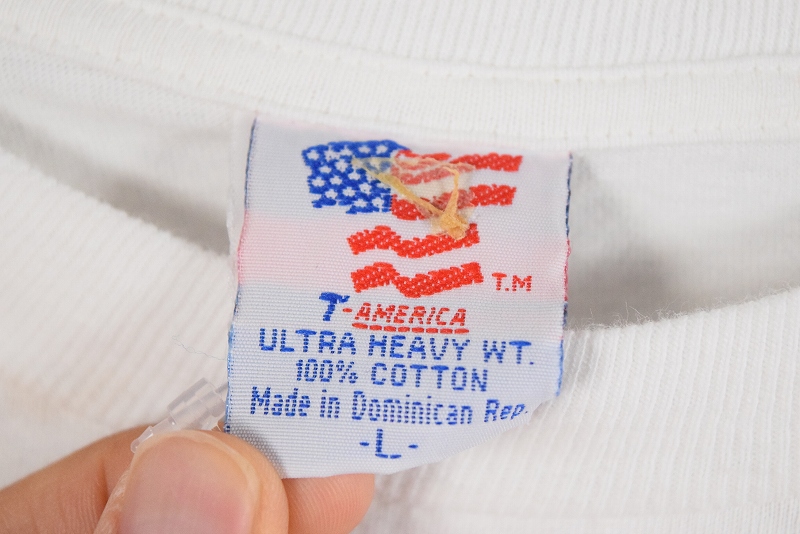 T.M
T-AMERICA
ULTRA HEAVY WT.
100% COTTON
Made in Dominican Rep.
-L-